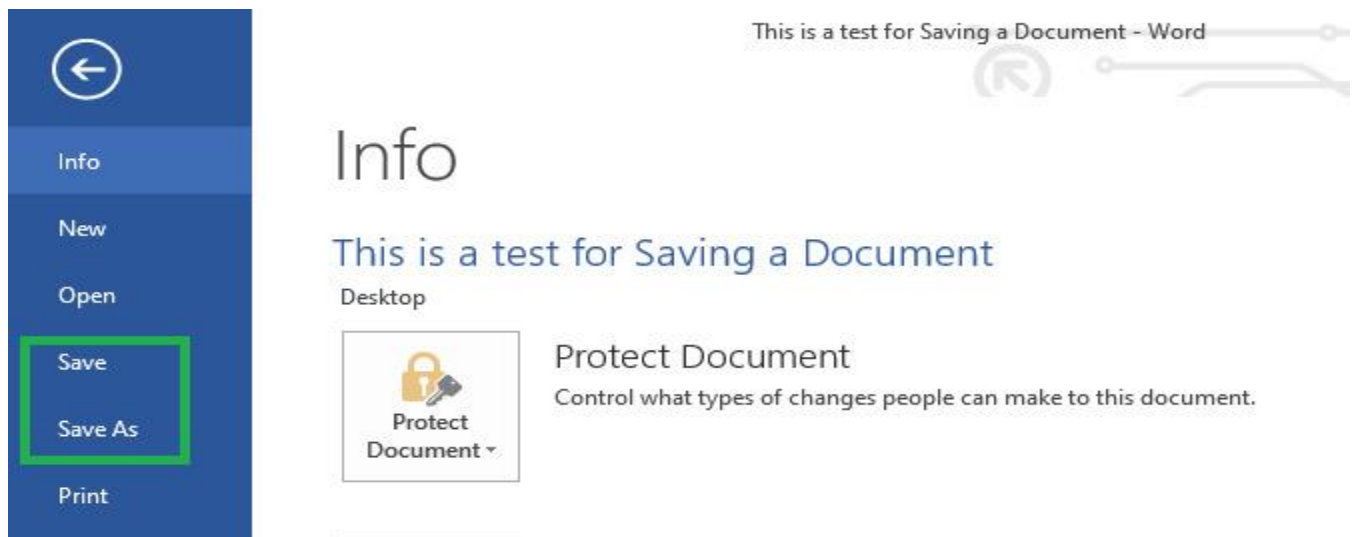 This is a test for Saving a Document - Word
Info
New
Open
Save
Save As
Print
Info
This is a test for Saving a Document
Desktop
Protect
Document
Protect Document
Control what types of changes people can make to this document.